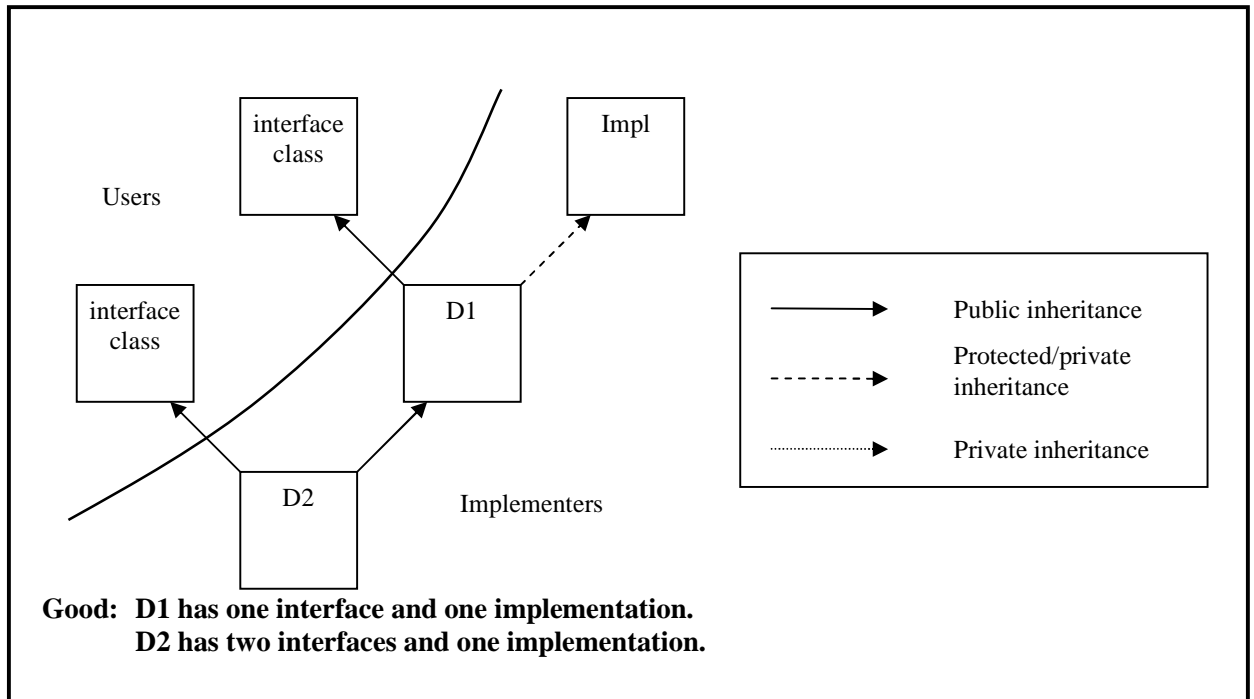 interface
class
Impl
Users
interface
class
D1
Public inheritance
Protected/private
inheritance
Private inheritance
D2
Implementers
Good: D1 has one interface and one implementation.
D2 has two interfaces and one implementation.